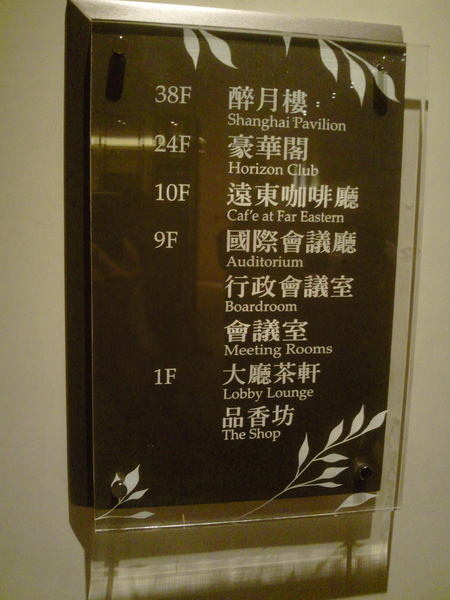 38F 醉月樓
Shanghai Pavilion
24F 豪華閣
Horizon Club
10F 遠東咖啡廳
Caf'e at Far Eastern
9F 國際會議廳
Auditorium
行政會議室
Boardroom
會議室
Meeting Rooms
1F 大廳茶軒
Lobby Lounge
品香坊
The Shop